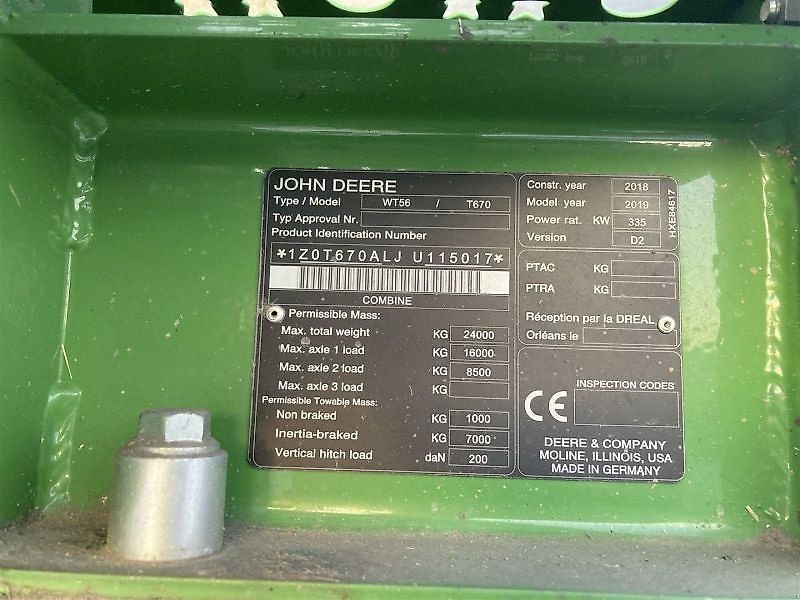 JOHN DEERE
Type / Model WT56 / T670
Typ Approval Nr.
Product Identification Number
*1Z0T670ALJ U115017*
COMBINE
Permissible Mass:
Max. total weight KG 24000
Max. axle 1 load KG 16000
Max. axle 2 load KG 8500
Max. axle 3 load KG
Permissible Towable Mass:
Non braked KG 1000
Inertia-braked KG 7000
Vertical hitch load daN 200
Constr. year 2018
Model year 2019
Power rat. KW 335
Version D2
HXE84617
PTAC KG
PTRA KG
Réception par la DREAL
Orléans le
CE
INSPECTION CODES
DEERE & COMPANY
MOLINE, ILLINOIS, USA
MADE IN GERMANY